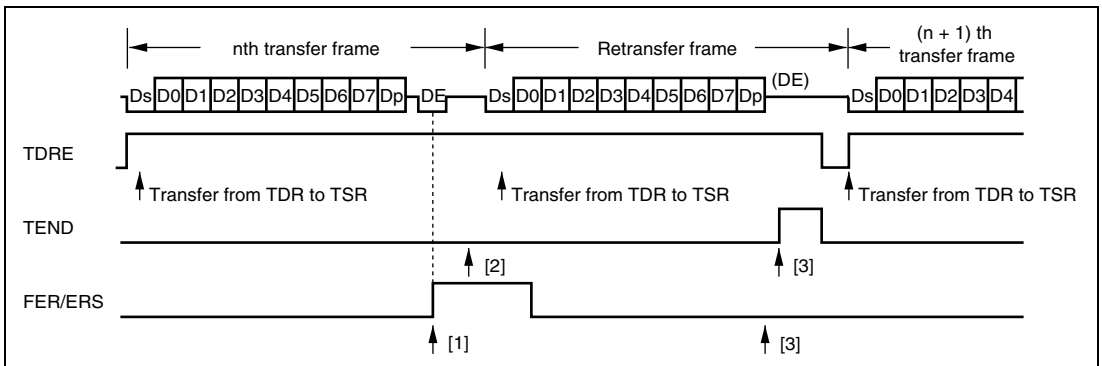 nth transfer frame
Retransfer frame
(n + 1) th
transfer frame
Ds D0 D1 D2 D3 D4 D5 D6 D7 Dp DE
Ds D0 D1 D2 D3 D4 D5 D6 D7 Dp (DE)
Ds D0 D1 D2 D3 D4
TDRE
Transfer from TDR to TSR
Transfer from TDR to TSR
Transfer from TDR to TSR
TEND
[2]
[3]
FER/ERS
[1]
[3]